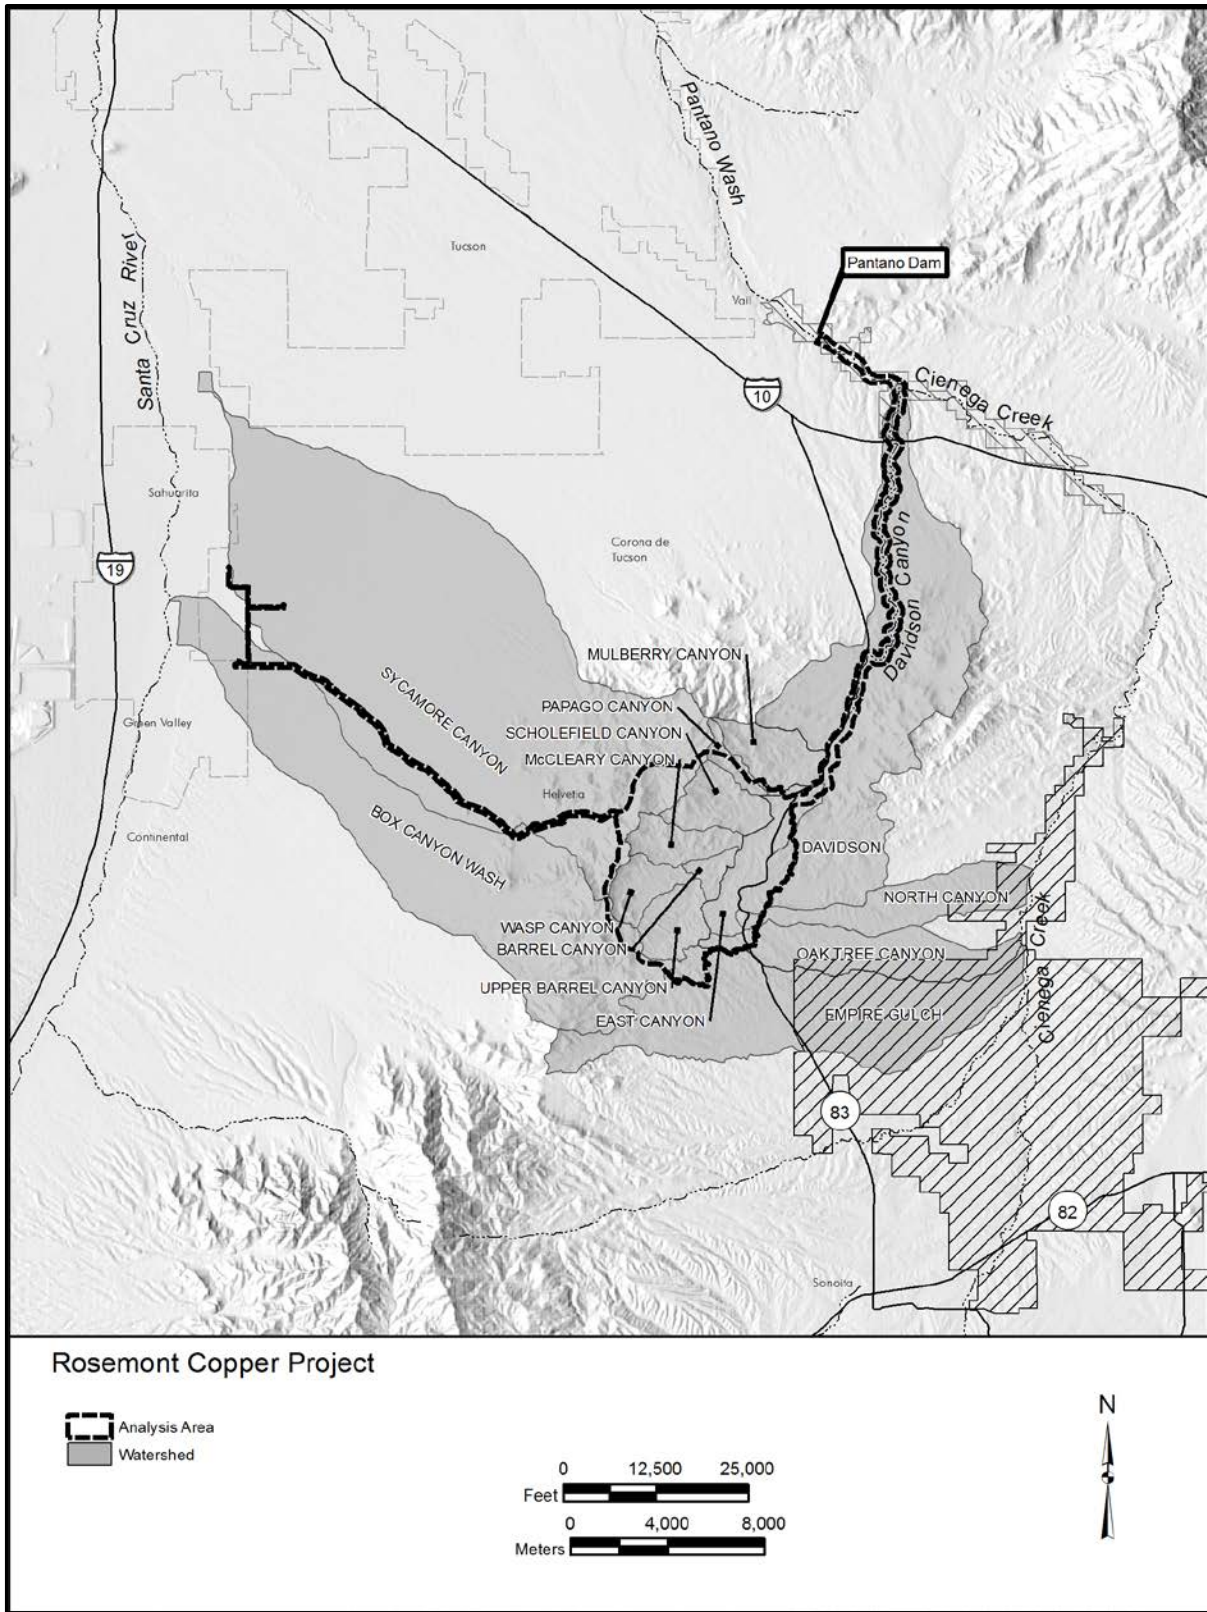 Pantano Wash
Tucson
Santa Cruz River
Pantano Dam
Vail
10
Cienega Creek
Sahuarita
19
Corona de
Tucson
Davidson Canyon
MULBERRY CANYON
SYCAMORE CANYON
PAPAGO CANYON
SCHOLEFIELD CANYON
McCLEARY CANYON
Green Valley
Helvetia
BOX CANYON WASH
Continental
DAVIDSON
NORTH CANYON
WASP CANYON
BARREL CANYON
OAK TREE CANYON
UPPER BARREL CANYON
EAST CANYON
EMPIRE GULCH
Cienega Creek
83
82
Sonoita
Rosemont Copper Project
Analysis Area
Watershed
N
0 12,500 25,000
Feet
0 4,000 8,000
Meters